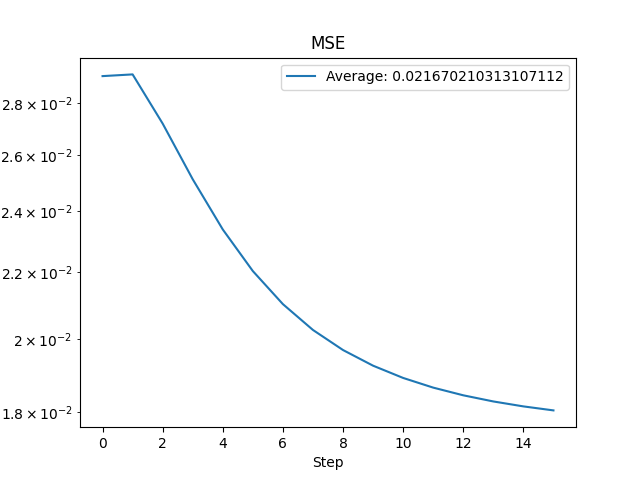 MSE
Average: 0.021670210313107112
2.8 × 10⁻²
2.6 × 10⁻²
2.4 × 10⁻²
2.2 × 10⁻²
2 × 10⁻²
1.8 × 10⁻²
0 2 4 6 8 10 12 14
Step